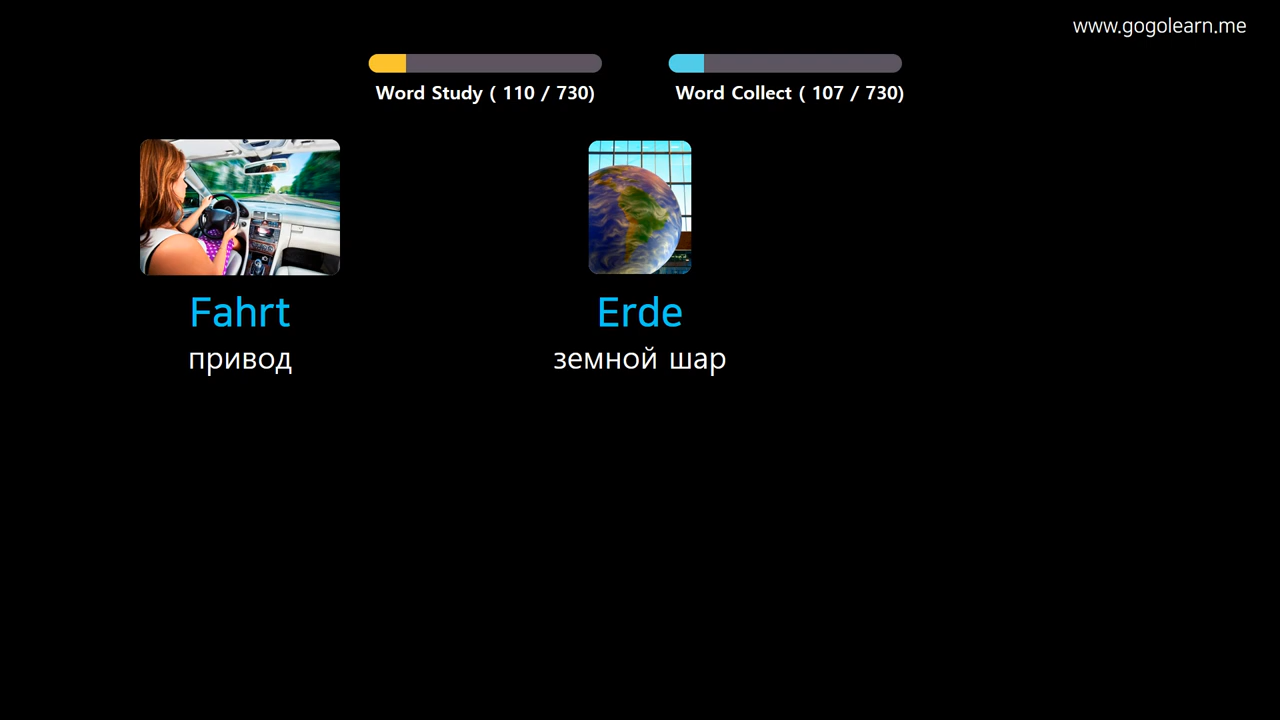 www.gogolearn.me
Word Study ( 110 / 730)
Word Collect ( 107 / 730)
Fahrt
Erde
привод
земной шар